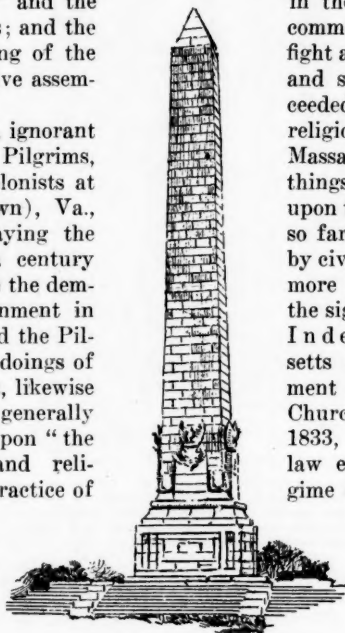 and the
s; and the
ng of the
ve assem-
ignorant
Pilgrims,
lonists at
wn), Va.,
ying the
century
the dem-
nment in
d the Pil-
doings of
, likewise
generally
pon “ the
and reli-
ractice of
in the
comm
fight a
and s
ceeded
religio
Massa
things
upon t
so far
by civ
more
the sig
I n d e
setts
ment
Churc
1833,
law e
gime